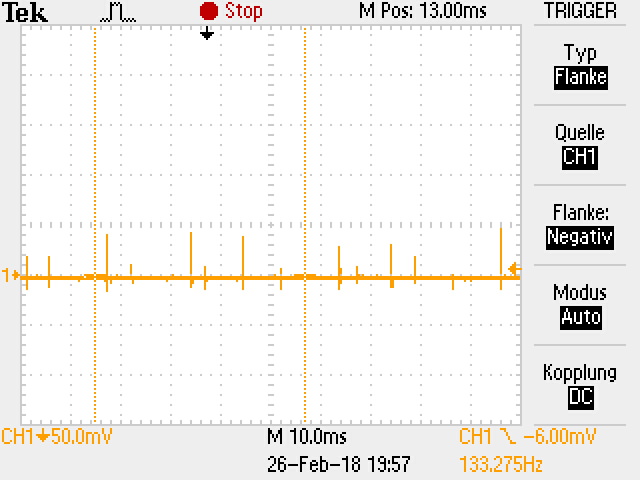 Tek Stop M Pos: 13.00ms TRIGGER
Typ
Flanke
Quelle
CH1
Flanke:
Negativ
Modus
Auto
Kopplung
DC
1
CH1 50.0mV M 10.0ms CH1 -6.00mV
26-Feb-18 19:57 133.275Hz